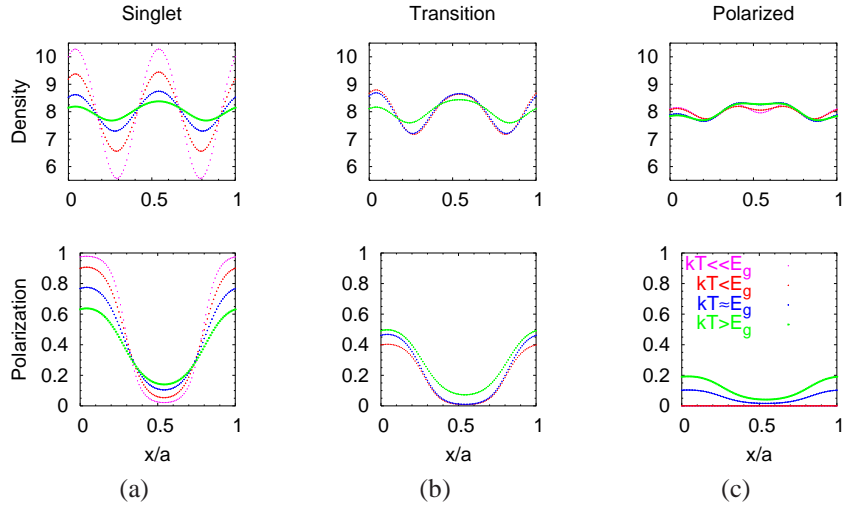 Singlet Transition Polarized
Density
10
9
8
7
6
0 0.5 1
10
9
8
7
6
0 0.5 1
10
9
8
7
6
0 0.5 1
Polarization
1
0.8
0.6
0.4
0.2
0
0 0.5 1
x/a
1
0.8
0.6
0.4
0.2
0
0 0.5 1
x/a
1
0.8
0.6
0.4
0.2
0
kT<<Eg
kT<Eg
kT≈Eg
kT>Eg
0 0.5 1
x/a
(a) (b) (c)